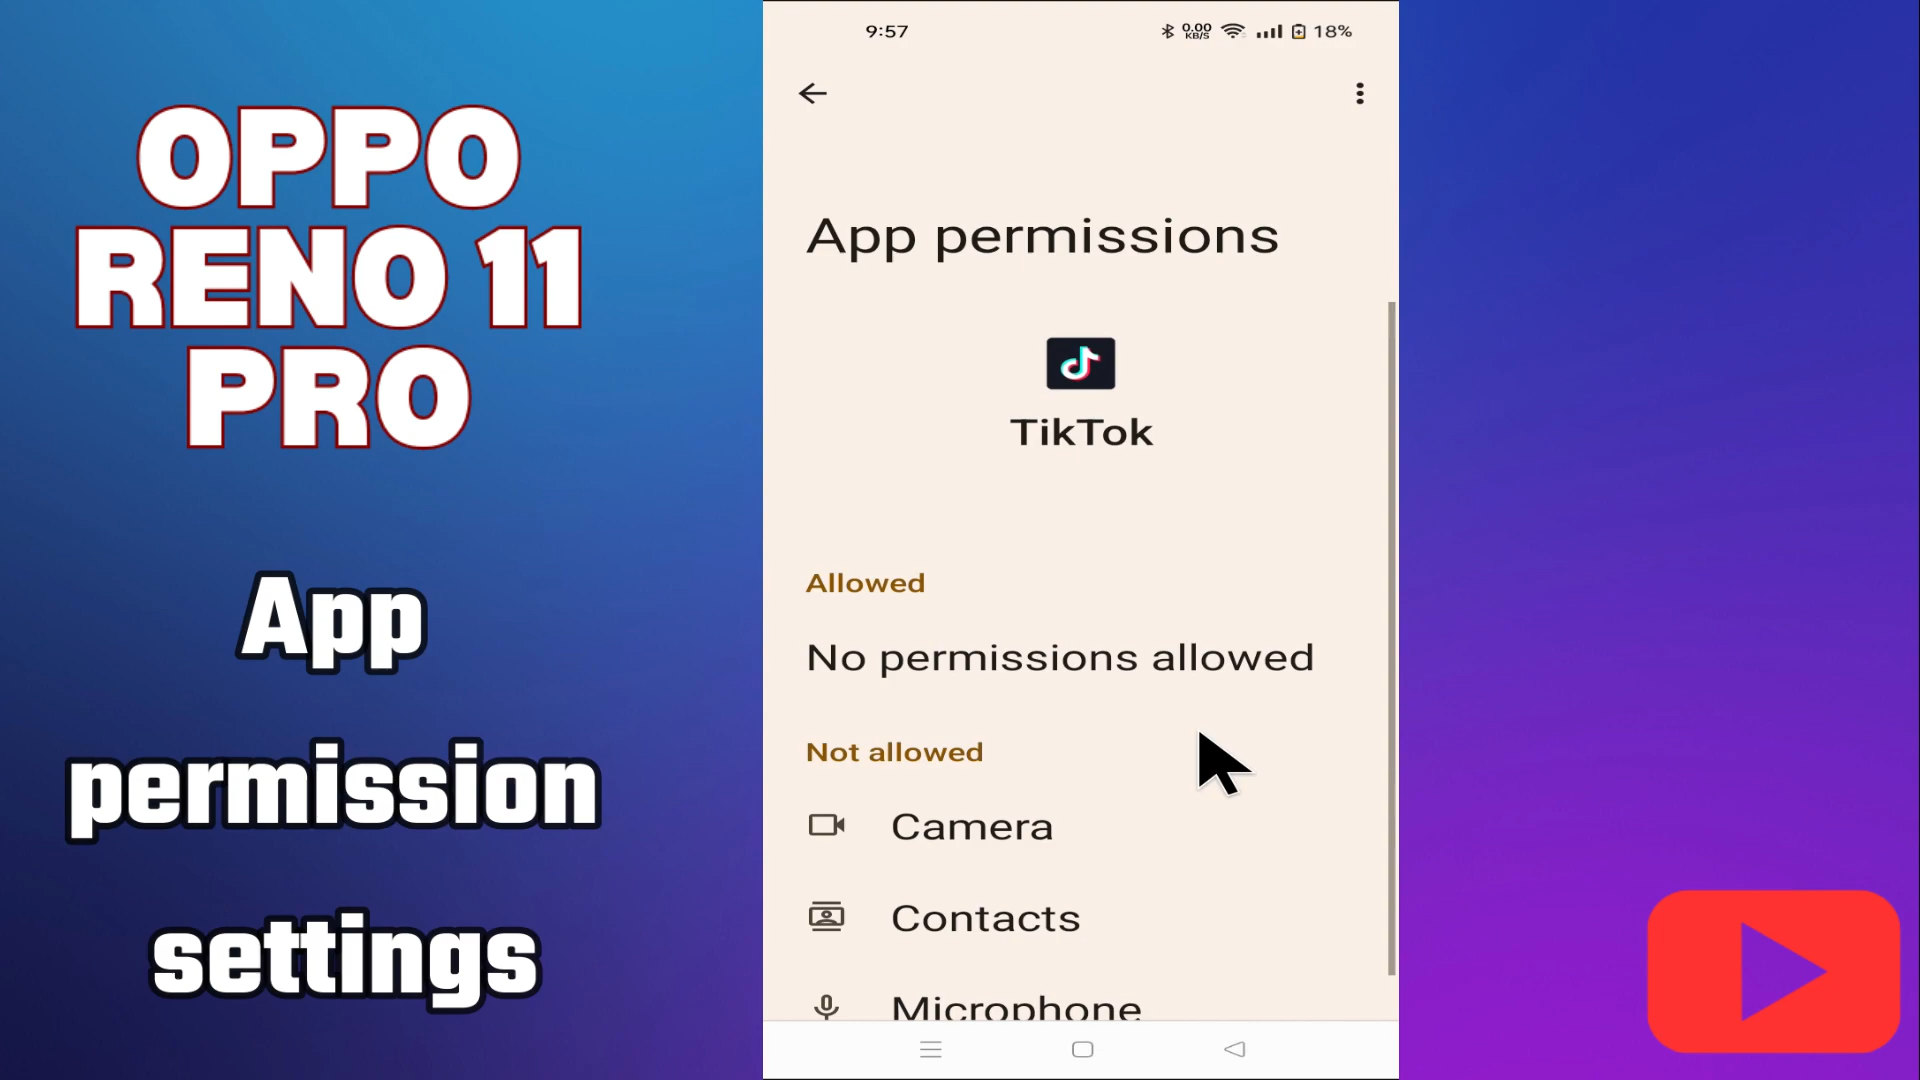 OPPO
RENO 11
PRO
App
permission
settings
9:57
0.00
KB/S
18%
App permissions
TikTok
Allowed
No permissions allowed
Not allowed
Camera
Contacts
Microphone